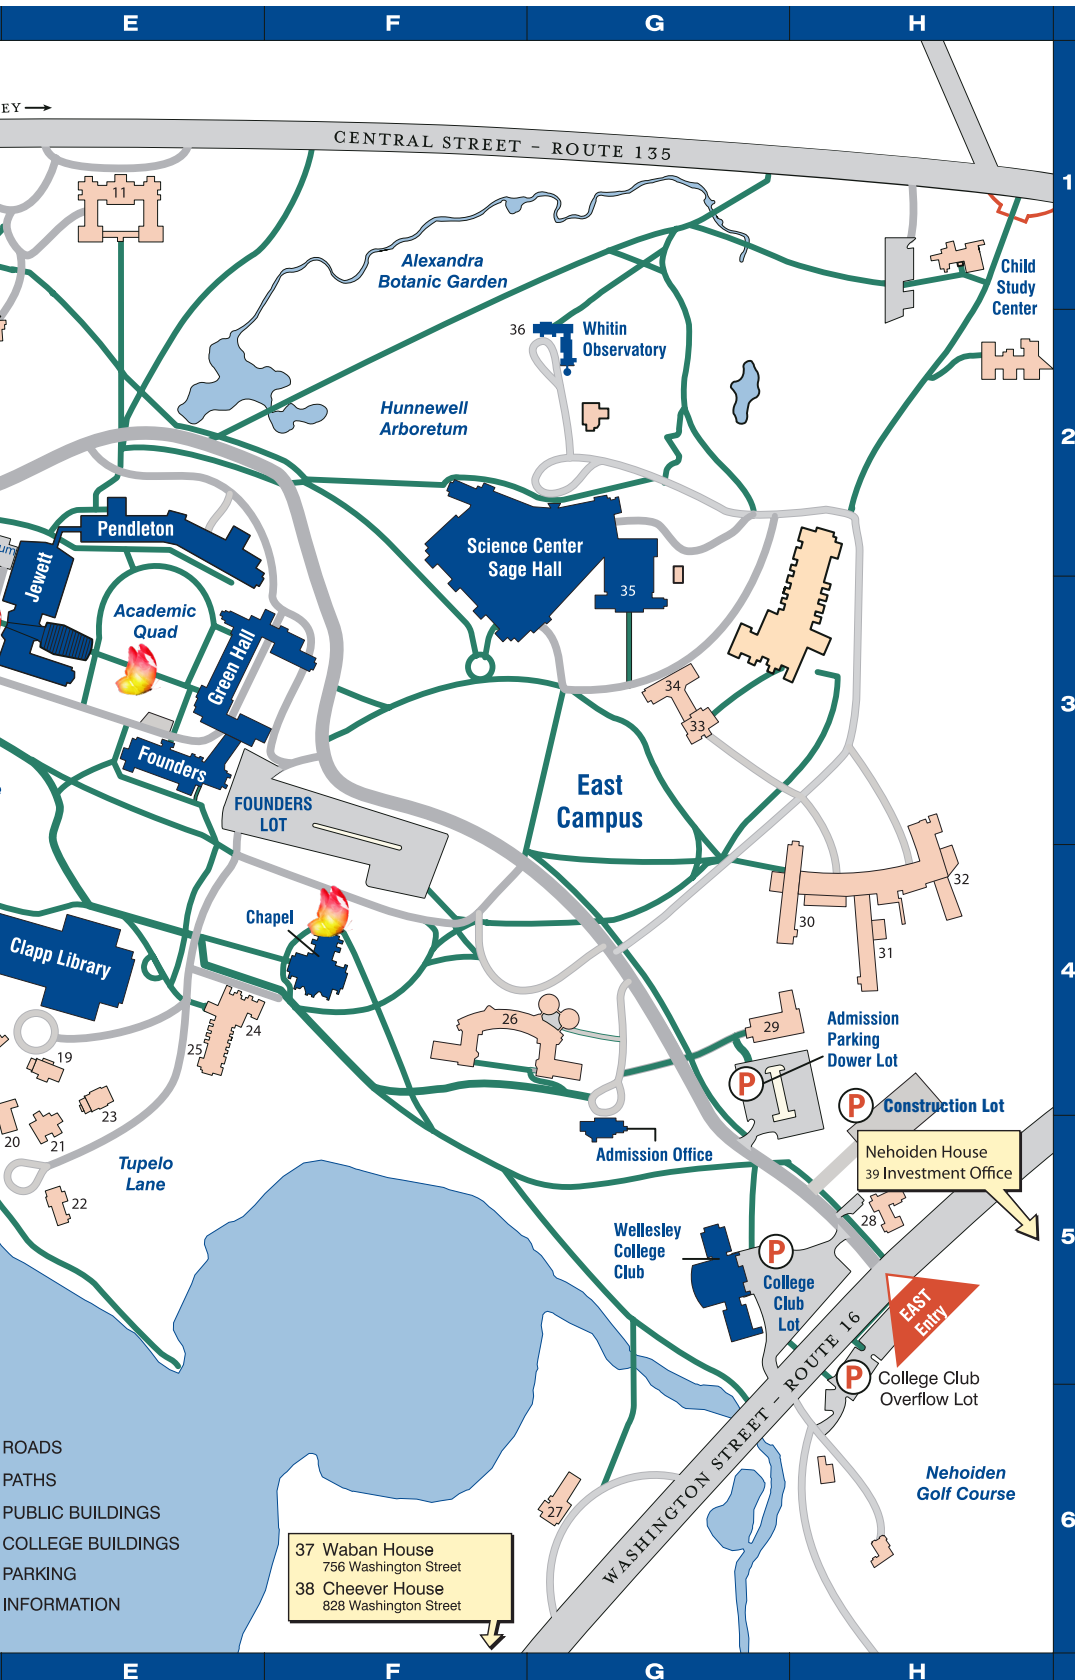 E F G H
EY
CENTRAL STREET – ROUTE 135
1
11
Alexandra
Botanic Garden
Child
Study
Center
36
Whitin
Observatory
Hunnewell
Arboretum
2
Pendleton
Science Center
Sage Hall
um
Jewett
35
Academic
Quad
Green Hall
34
33
3
Founders
FOUNDERS
LOT
East
Campus
32
30
31
Chapel
Clapp Library
4
26
29
Admission
Parking
Dower Lot
24
25
19
P
P
Construction Lot
23
20
21
Admission Office
Nehoiden House
39 Investment Office
Tupelo
Lane
22
28
Wellesley
College
Club
5
P
College
Club
Lot
EAST
Entry
P
College Club
Overflow Lot
WASHINGTON STREET – ROUTE 16
ROADS
PATHS
PUBLIC BUILDINGS
COLLEGE BUILDINGS
PARKING
INFORMATION
Nehoiden
Golf Course
27
6
37 Waban House
756 Washington Street
38 Cheever House
828 Washington Street
E F G H